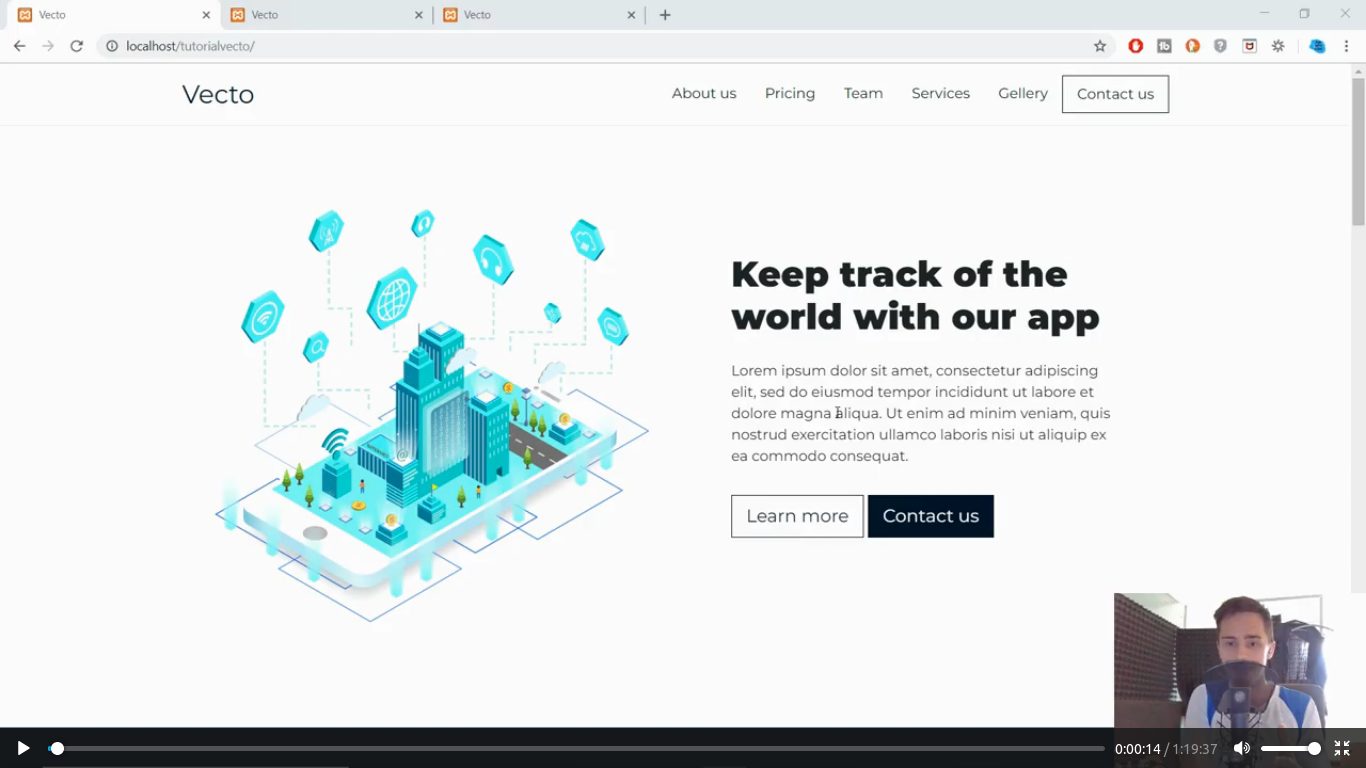 Vecto
Vecto
Vecto
localhost/tutorialvecto/
Vecto
About us
Pricing
Team
Services
Gellery
Contact us
Keep track of the
world with our app
Lorem ipsum dolor sit amet, consectetur adipiscing
elit, sed do eiusmod tempor incididunt ut labore et
dolore magna aliqua. Ut enim ad minim veniam, quis
nostrud exercitation ullamco laboris nisi ut aliquip ex
ea commodo consequat.
Learn more
Contact us
0:00:14 / 1:19:37